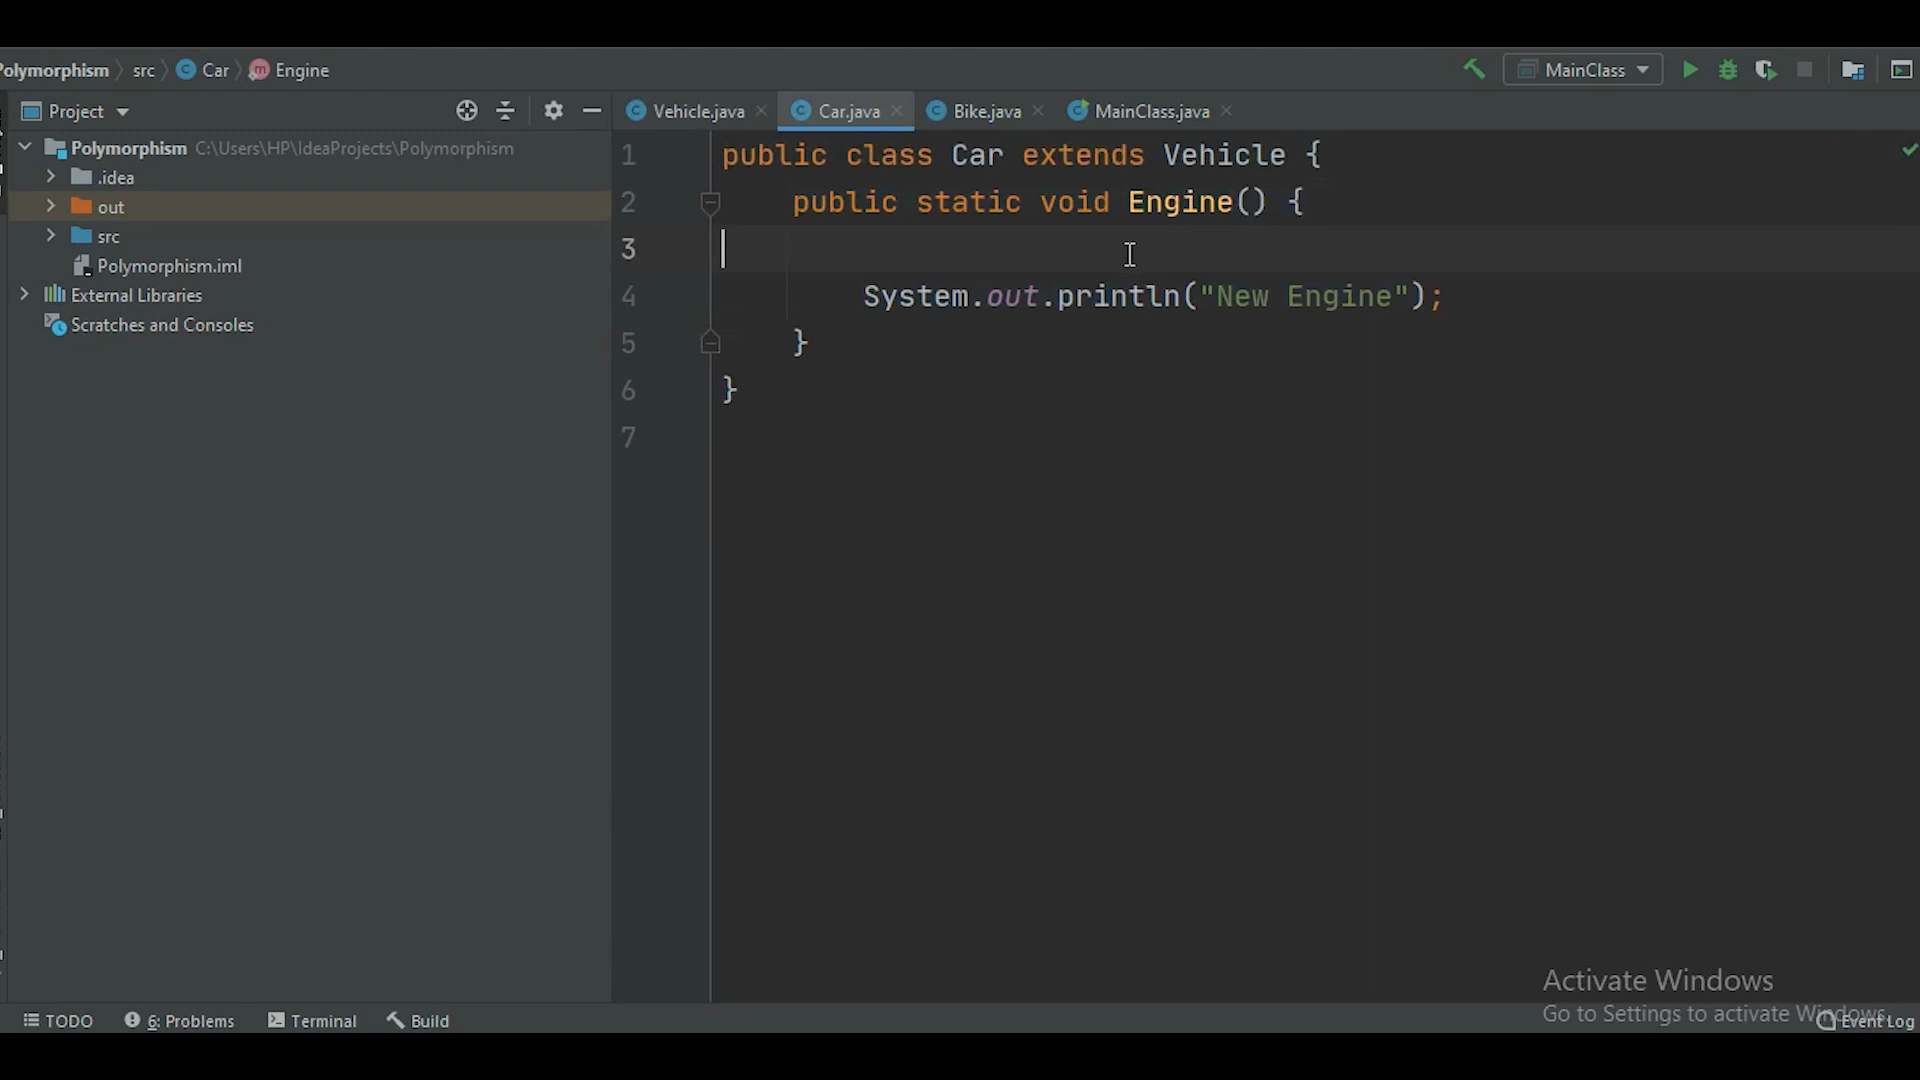 Polymorphism src Car Engine
MainClass
Project
Vehicle.java Car.java Bike.java MainClass.java
Polymorphism C:\Users\HP\IdeaProjects\Polymorphism
.idea
out
src
Polymorphism.iml
External Libraries
Scratches and Consoles
1 public class Car extends Vehicle {
2 public static void Engine() {
3
4 System.out.println("New Engine");
5 }
6 }
7
Activate Windows
Go to Settings to activate Windows.
TODO 6: Problems Terminal Build Event Log